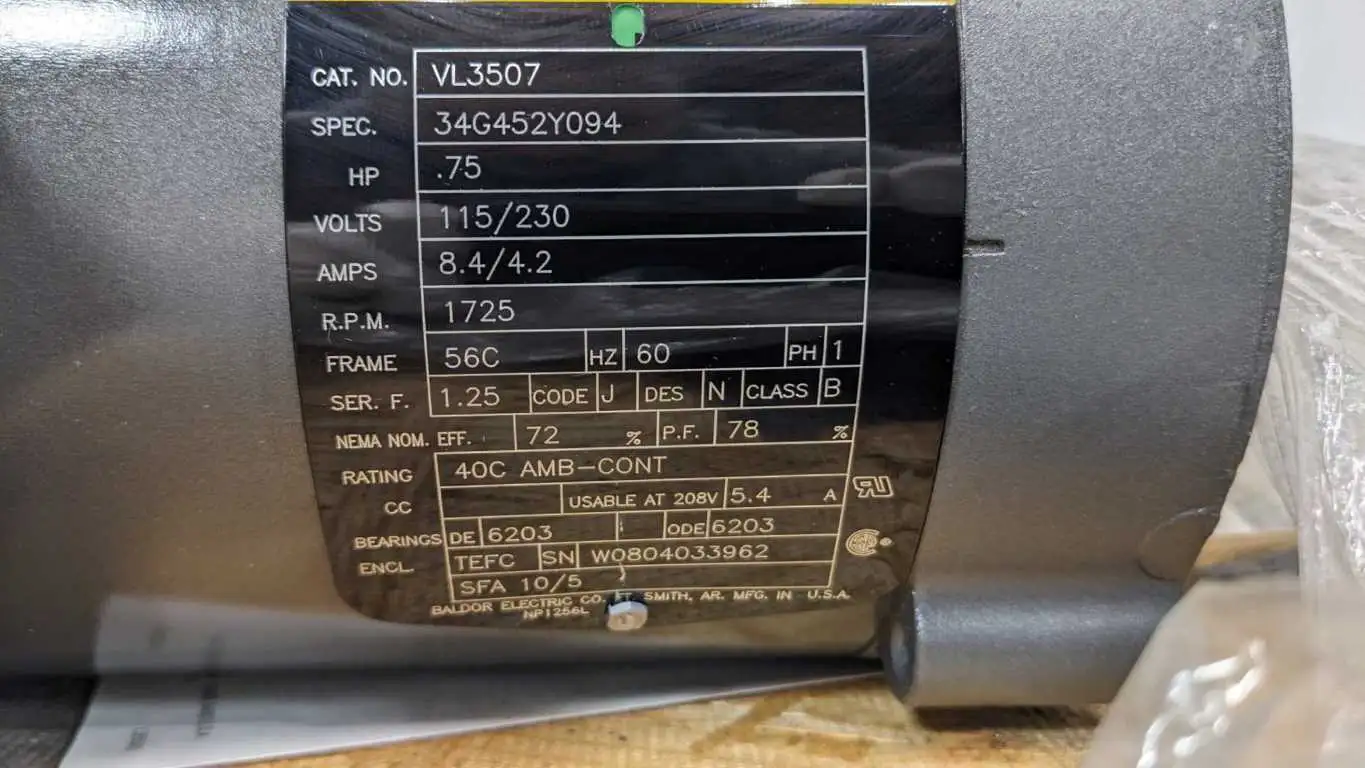 CAT. NO. VL3507
SPEC. 34G452Y094
HP .75
VOLTS 115/230
AMPS 8.4/4.2
R.P.M. 1725
FRAME 56C HZ 60 PH 1
SER. F. 1.25 CODE J DES N CLASS B
NEMA NOM. EFF. 72 % P.F. 78 %
RATING 40C AMB-CONT
CC USABLE AT 208V 5.4 A
BEARINGS DE 6203 ODE 6203
ENCL. TEFC SN W0804033962
SFA 10/5
BALDOR ELECTRIC CO. FT. SMITH, AR. MFG. IN U.S.A.
NP1256L